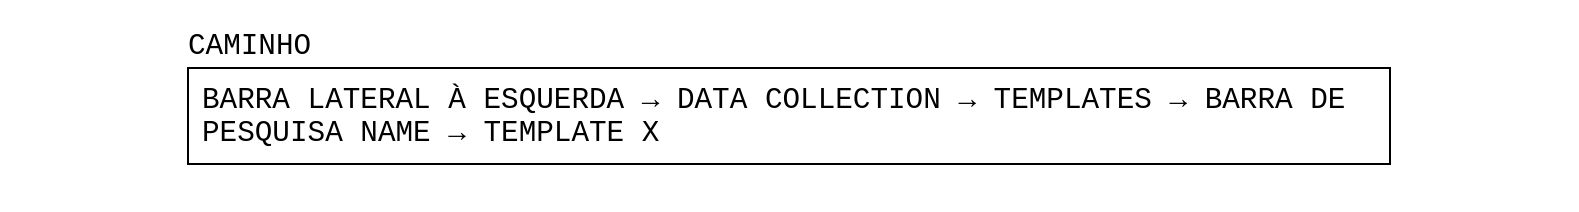 CAMINHO
BARRA LATERAL À ESQUERDA → DATA COLLECTION → TEMPLATES → BARRA DE
PESQUISA NAME → TEMPLATE X